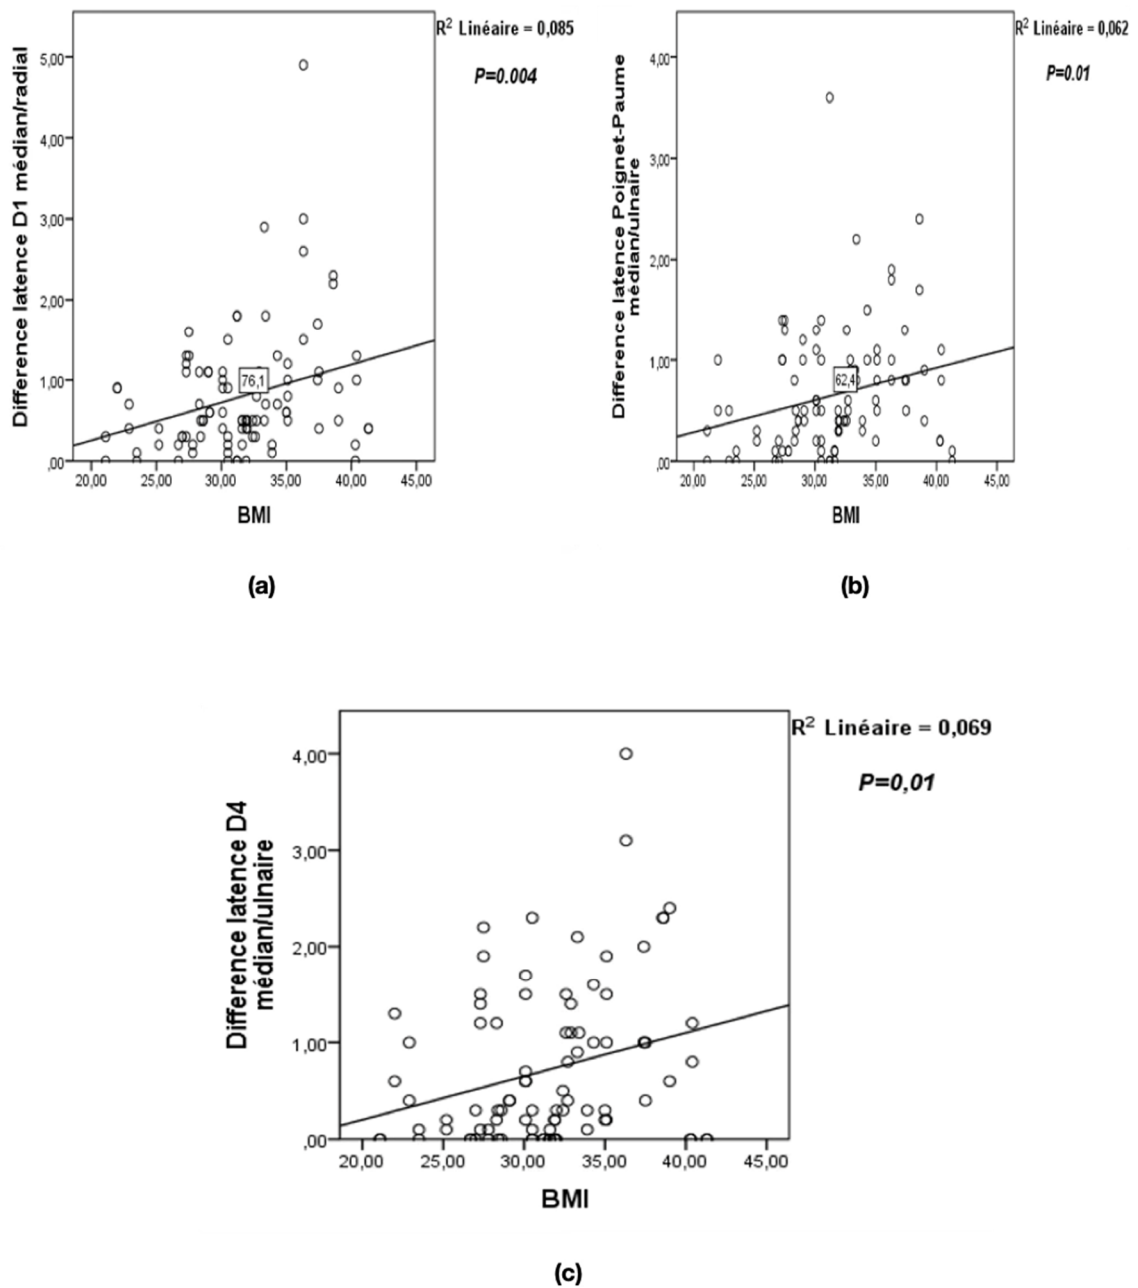 R² Linéaire = 0,085
P=0.004
Difference latence D1 médian/radial
5,00
4,00
3,00
2,00
1,00
,00
76,1
20,00 25,00 30,00 35,00 40,00 45,00
BMI
(a)
R² Linéaire = 0,062
P=0.01
Difference latence Poignet-Paume
médian/ulnaire
4,00
3,00
2,00
1,00
,00
62,4
20,00 25,00 30,00 35,00 40,00 45,00
BMI
(b)
R² Linéaire = 0,069
P=0,01
Difference latence D4
médian/ulnaire
4,00
3,00
2,00
1,00
,00
20,00 25,00 30,00 35,00 40,00 45,00
BMI
(c)